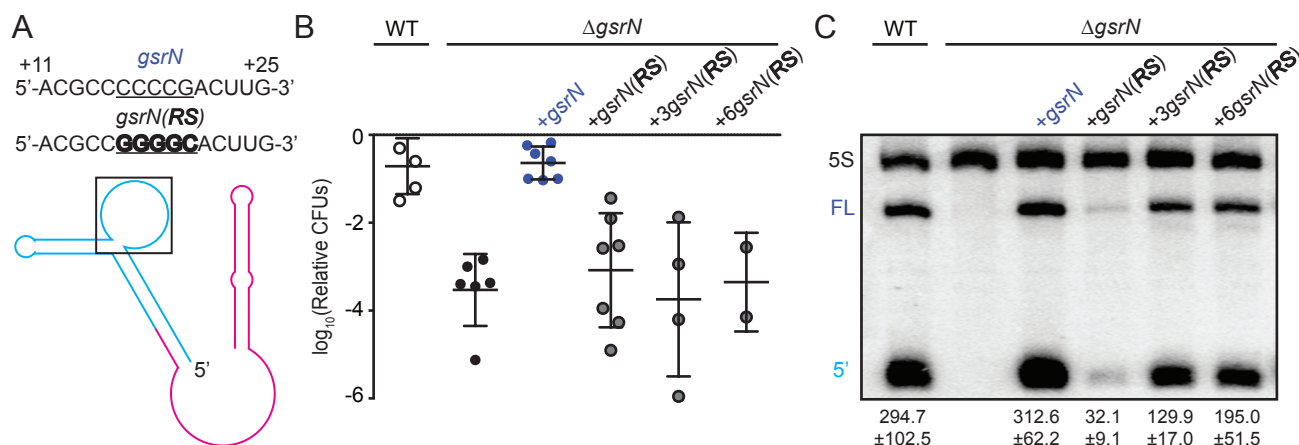 A
gsrN
+11 +25
5'-ACGCCCCCCGACUUG-3'
gsrN(RS)
5'-ACGCCGGGGCACUUG-3'
5'
B
WT ΔgsrN
+gsrN +gsrN(RS) +3gsrN(RS) +6gsrN(RS)
log10(Relative CFUs)
0
-2
-4
-6
C
WT ΔgsrN
+gsrN +gsrN(RS) +3gsrN(RS) +6gsrN(RS)
5S
FL
5'
294.7 312.6 32.1 129.9 195.0
±102.5 ±62.2 ±9.1 ±17.0 ±51.5